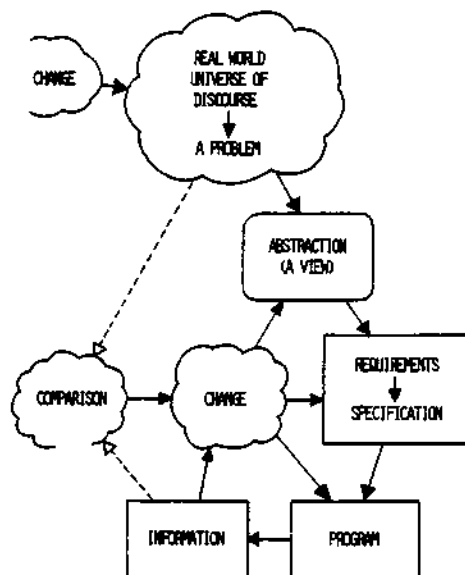 REAL WORLD
UNIVERSE OF
DISCOURSE
CHANGE
A PROBLEM
ABSTRACTION
(A VIEW)
REQUIREMENTS
SPECIFICATION
COMPARISON
CHANGE
INFORMATION
PROGRAM